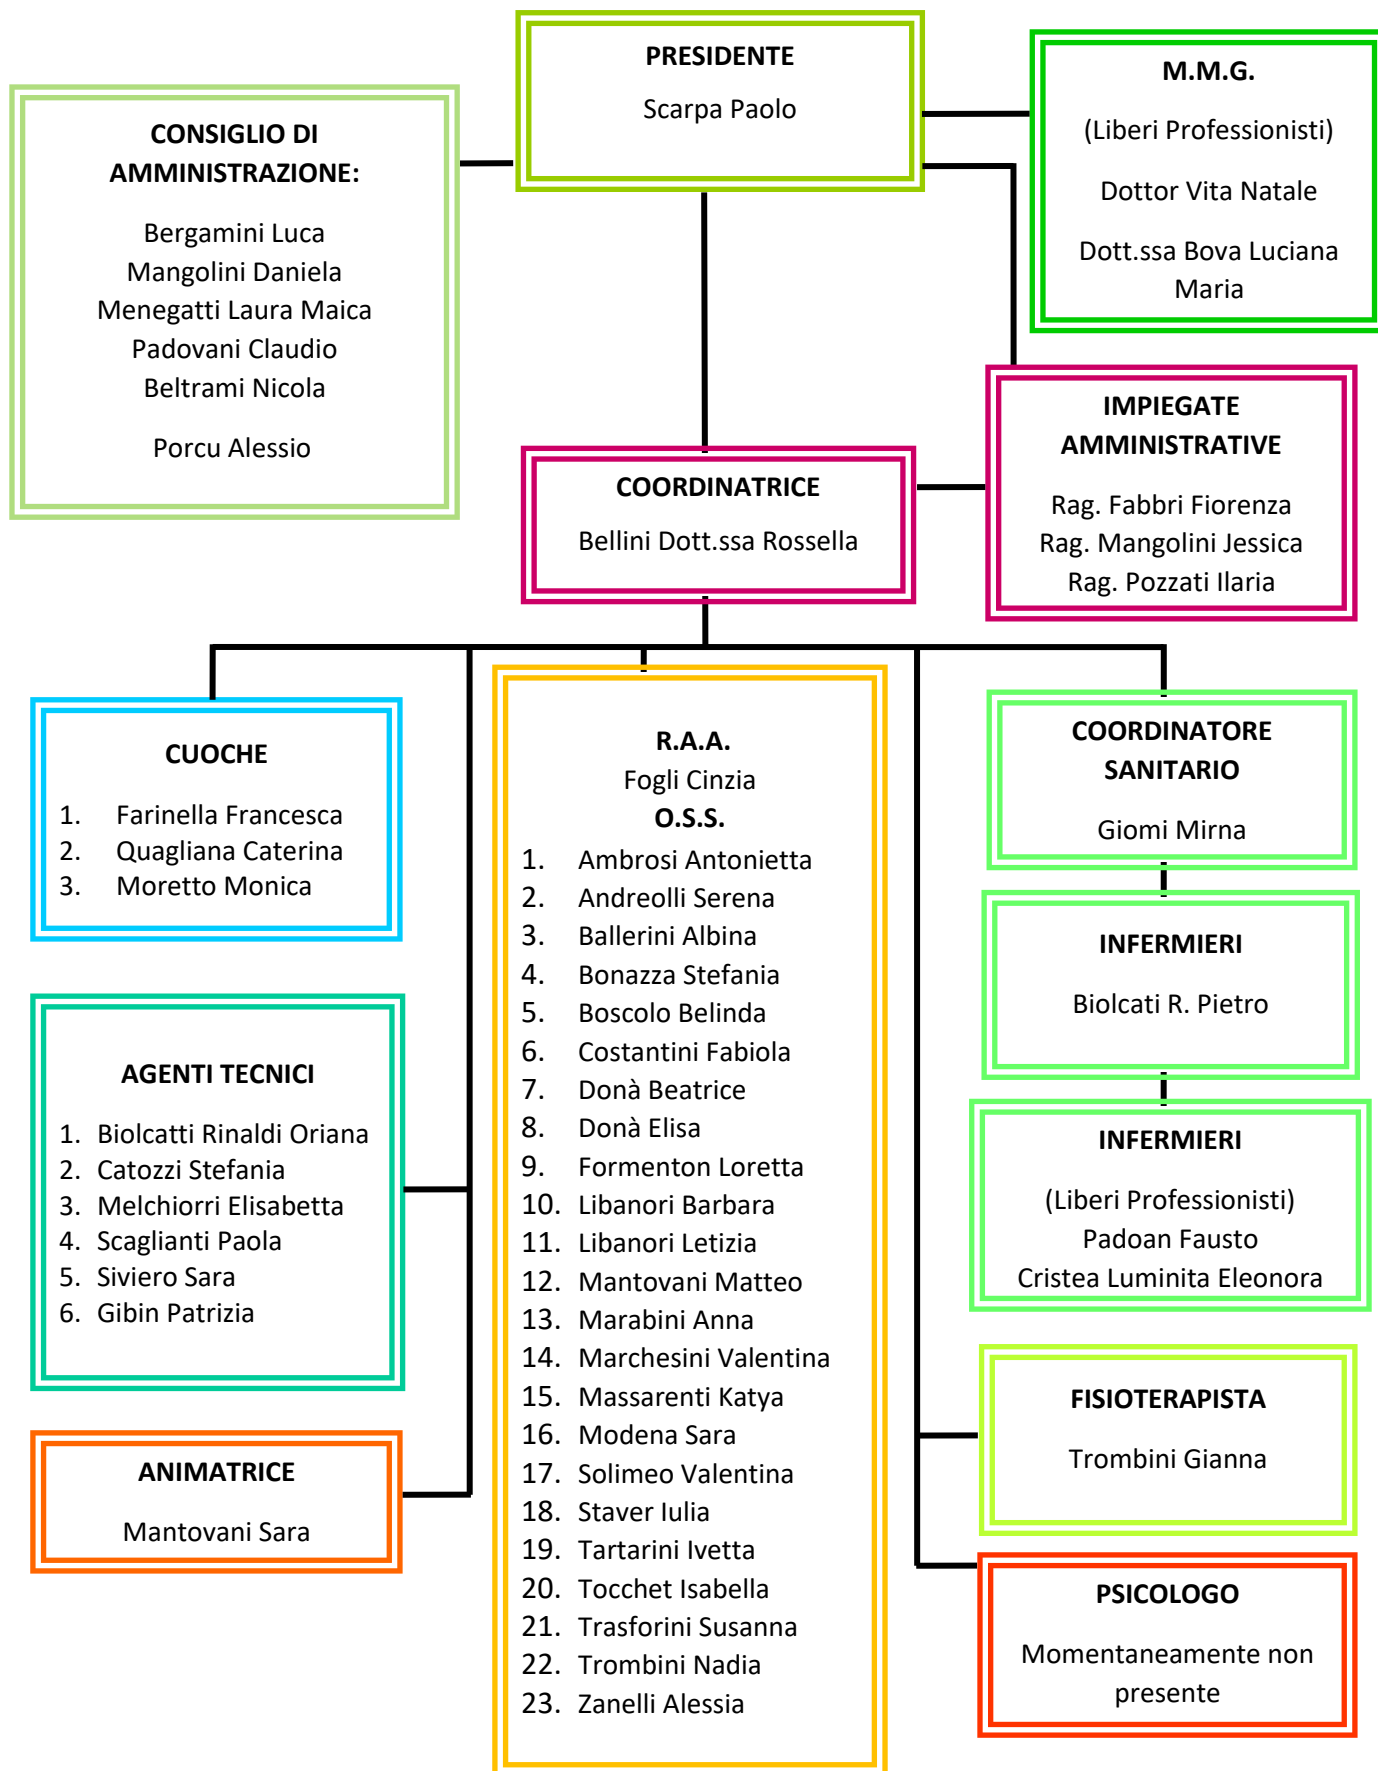 PRESIDENTE
Scarpa Paolo
M.M.G.
(Liberi Professionisti)
Dottor Vita Natale
Dott.ssa Bova Luciana
Maria
CONSIGLIO DI
AMMINISTRAZIONE:
Bergamini Luca
Mangolini Daniela
Menegatti Laura Maica
Padovani Claudio
Beltrami Nicola
Porcu Alessio
IMPIEGATE
AMMINISTRATIVE
Rag. Fabbri Fiorenza
Rag. Mangolini Jessica
Rag. Pozzati Ilaria
COORDINATRICE
Bellini Dott.ssa Rossella
CUOCHE
1. Farinella Francesca
2. Quagliana Caterina
3. Moretto Monica
AGENTI TECNICI
1. Biolcatti Rinaldi Oriana
2. Catozzi Stefania
3. Melchiorri Elisabetta
4. Scaglianti Paola
5. Siviero Sara
6. Gibin Patrizia
ANIMATRICE
Mantovani Sara
R.A.A.
Fogli Cinzia
O.S.S.
1. Ambrosi Antonietta
2. Andreolli Serena
3. Ballerini Albina
4. Bonazza Stefania
5. Boscolo Belinda
6. Costantini Fabiola
7. Donà Beatrice
8. Donà Elisa
9. Formenton Loretta
10. Libanori Barbara
11. Libanori Letizia
12. Mantovani Matteo
13. Marabini Anna
14. Marchesini Valentina
15. Massarenti Katya
16. Modena Sara
17. Solimeo Valentina
18. Staver Iulia
19. Tartarini Ivetta
20. Tocchet Isabella
21. Trasforini Susanna
22. Trombini Nadia
23. Zanelli Alessia
COORDINATORE
SANITARIO
Giomi Mirna
INFERMIERI
Biolcati R. Pietro
INFERMIERI
(Liberi Professionisti)
Padoan Fausto
Cristea Luminita Eleonora
FISIOTERAPISTA
Trombini Gianna
PSICOLOGO
Momentaneamente non
presente